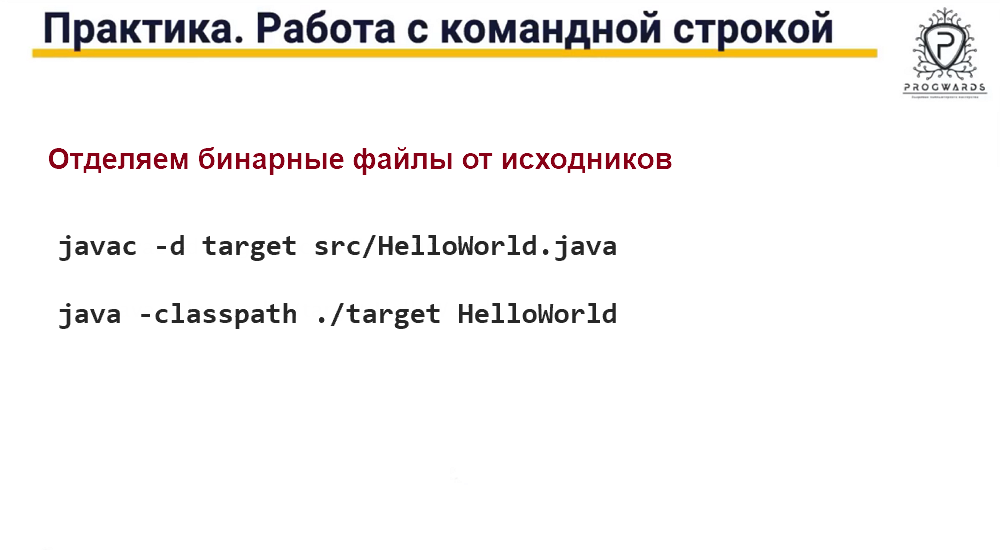 Практика. Работа с командной строкой
PROGWARDS
Отделяем бинарные файлы от исходников
javac -d target src/HelloWorld.java
java -classpath ./target HelloWorld